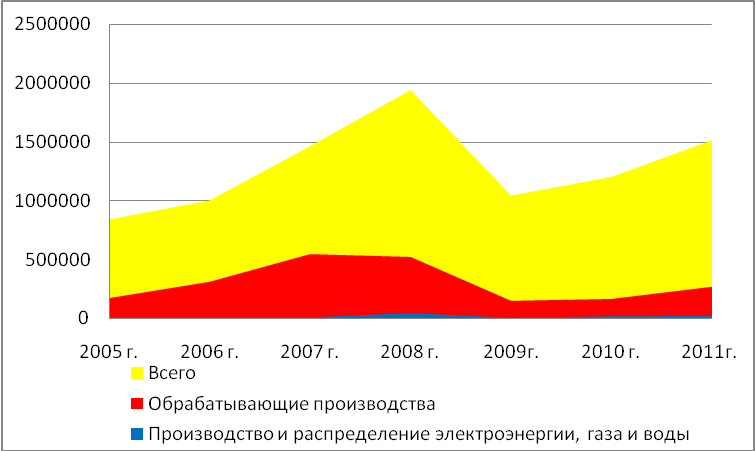 2500000
2000000
1500000
1000000
500000
0
2005 г. 2006 г. 2007 г. 2008 г. 2009г. 2010 г. 2011г.
Всего
Обрабатывающие производства
Производство и распределение электроэнергии, газа и воды